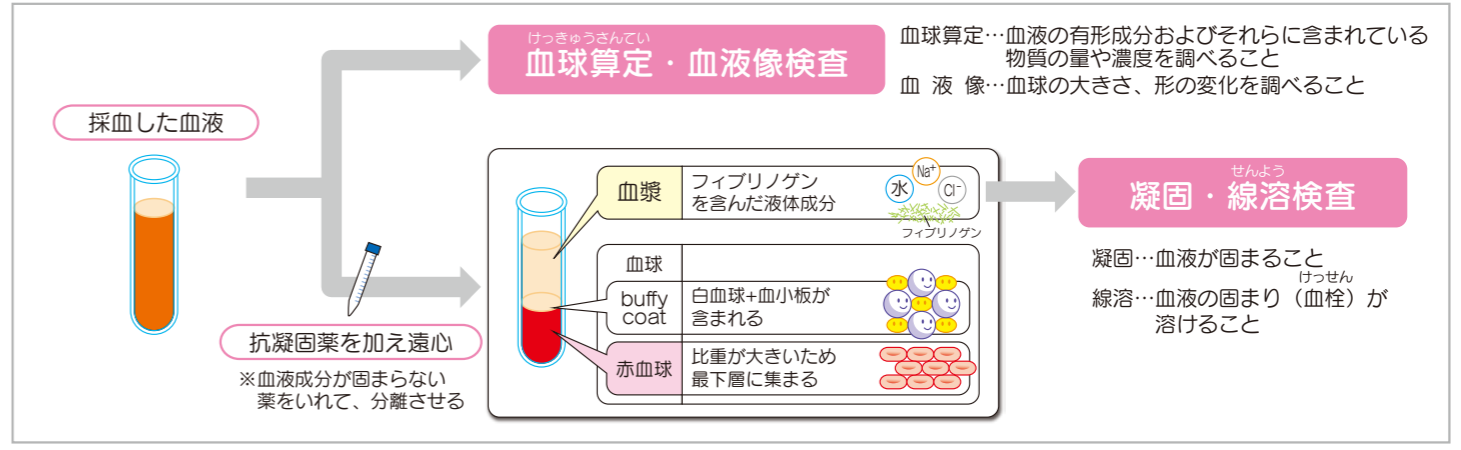 採血した血液
けっきゅうさんてい
血球算定・血液像検査
血球算定…血液の有形成分およびそれらに含まれている
物質の量や濃度を調べること
血液像…血球の大きさ、形の変化を調べること
抗凝固薬を加え遠心
※血液成分が固まらない
薬をいれて、分離させる
血漿
フィブリノゲン
を含んだ液体成分
水
Na⁺
Cl⁻
フィブリノゲン
血球
buffy
coat
白血球+血小板が
含まれる
赤血球
比重が大きいため
最下層に集まる
せんよう
凝固・線溶検査
凝固…血液が固まること
けっせん
線溶…血液の固まり（血栓）が
溶けること